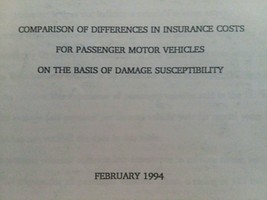 COMPARISON OF DIFFERENCES IN INSURANCE COSTS
FOR PASSENGER MOTOR VEHICLES
ON THE BASIS OF DAMAGE SUSCEPTIBILITY
FEBRUARY 1994